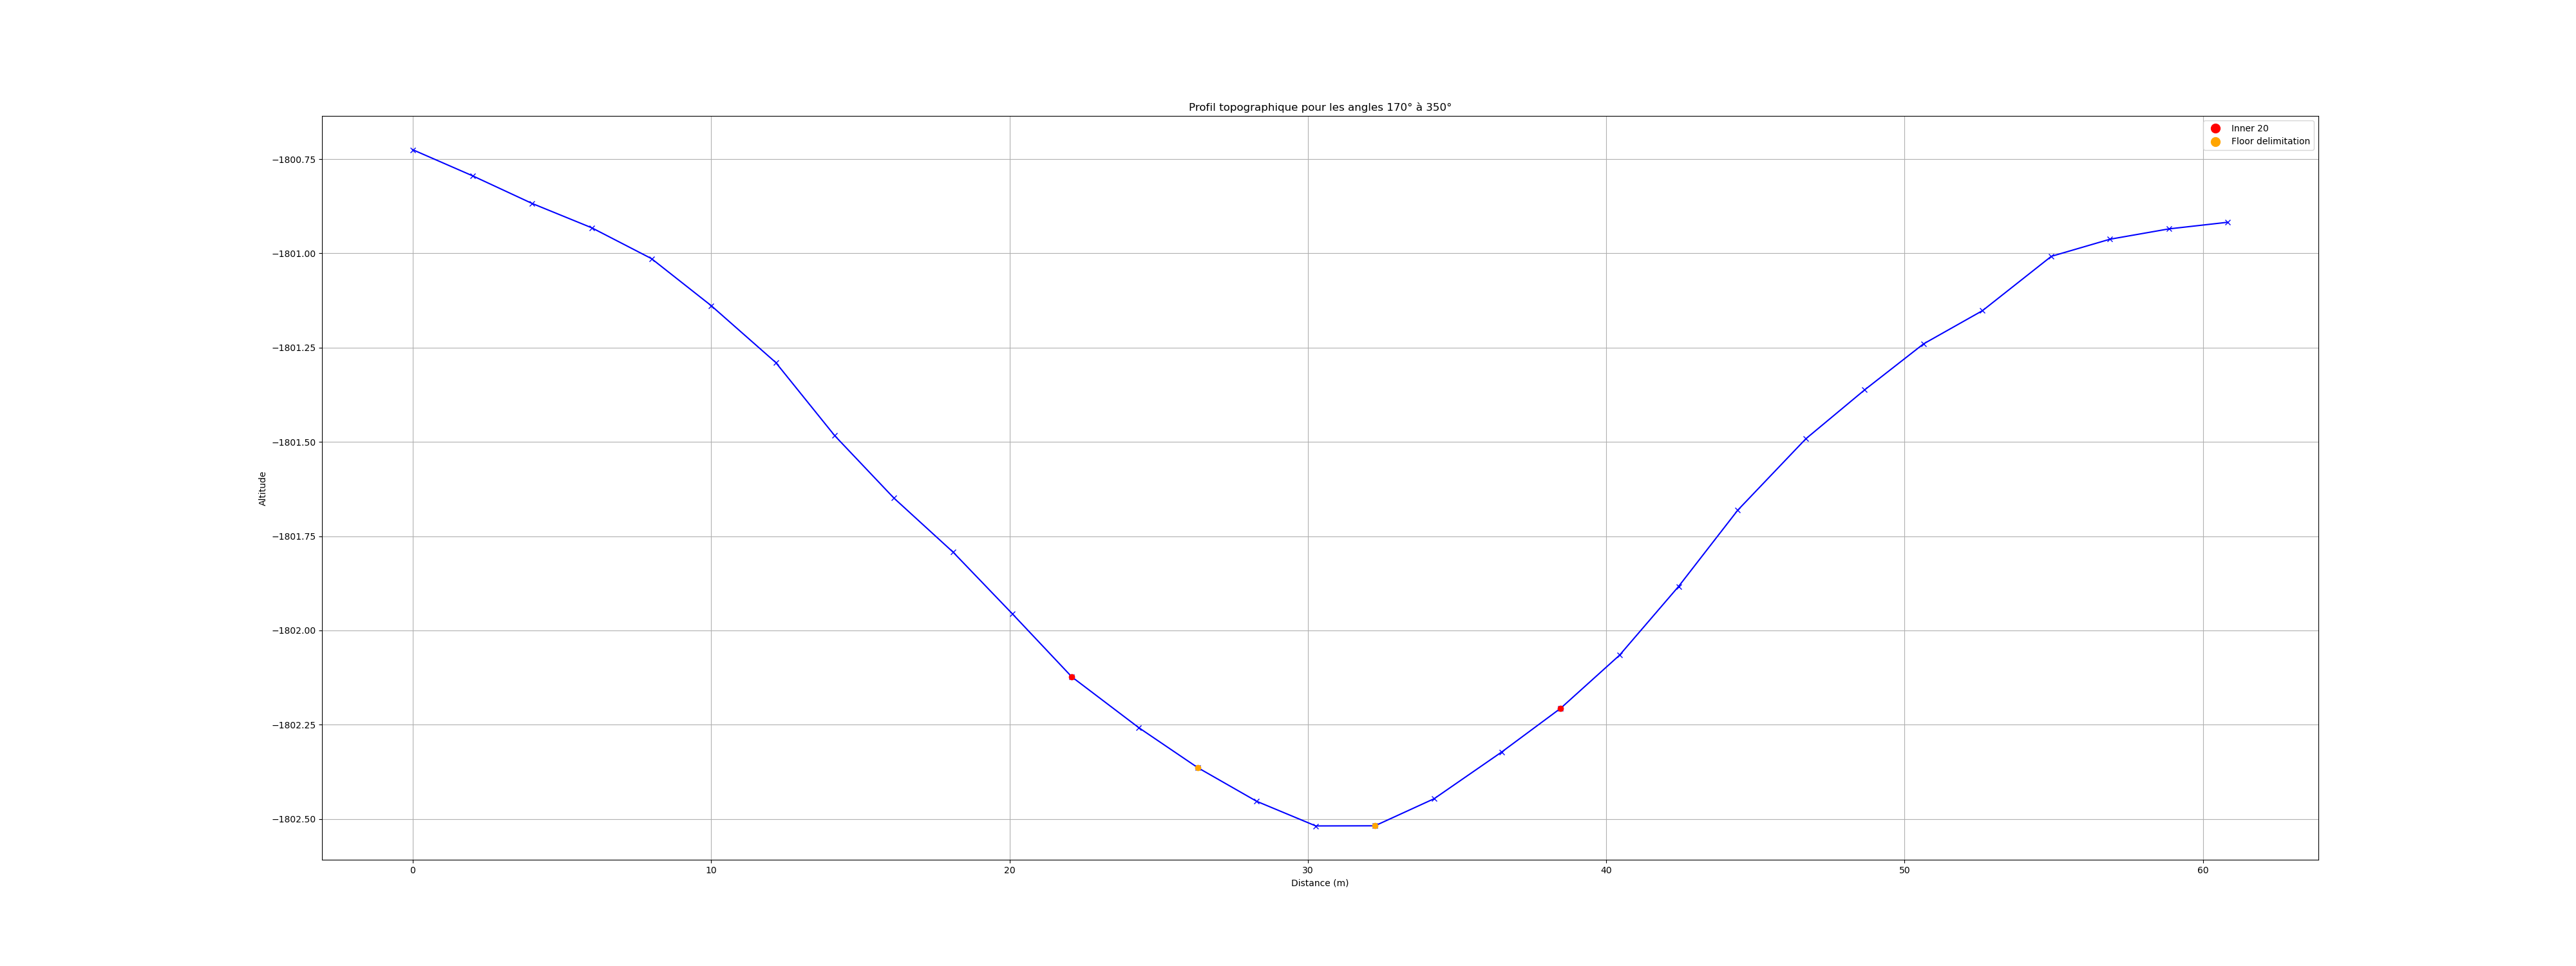 Profil topographique pour les angles 170° à 350°
Inner 20
Floor delimitation
−1800.75
−1801.00
−1801.25
−1801.50
−1801.75
−1802.00
−1802.25
−1802.50
Altitude
0 10 20 30 40 50 60
Distance (m)